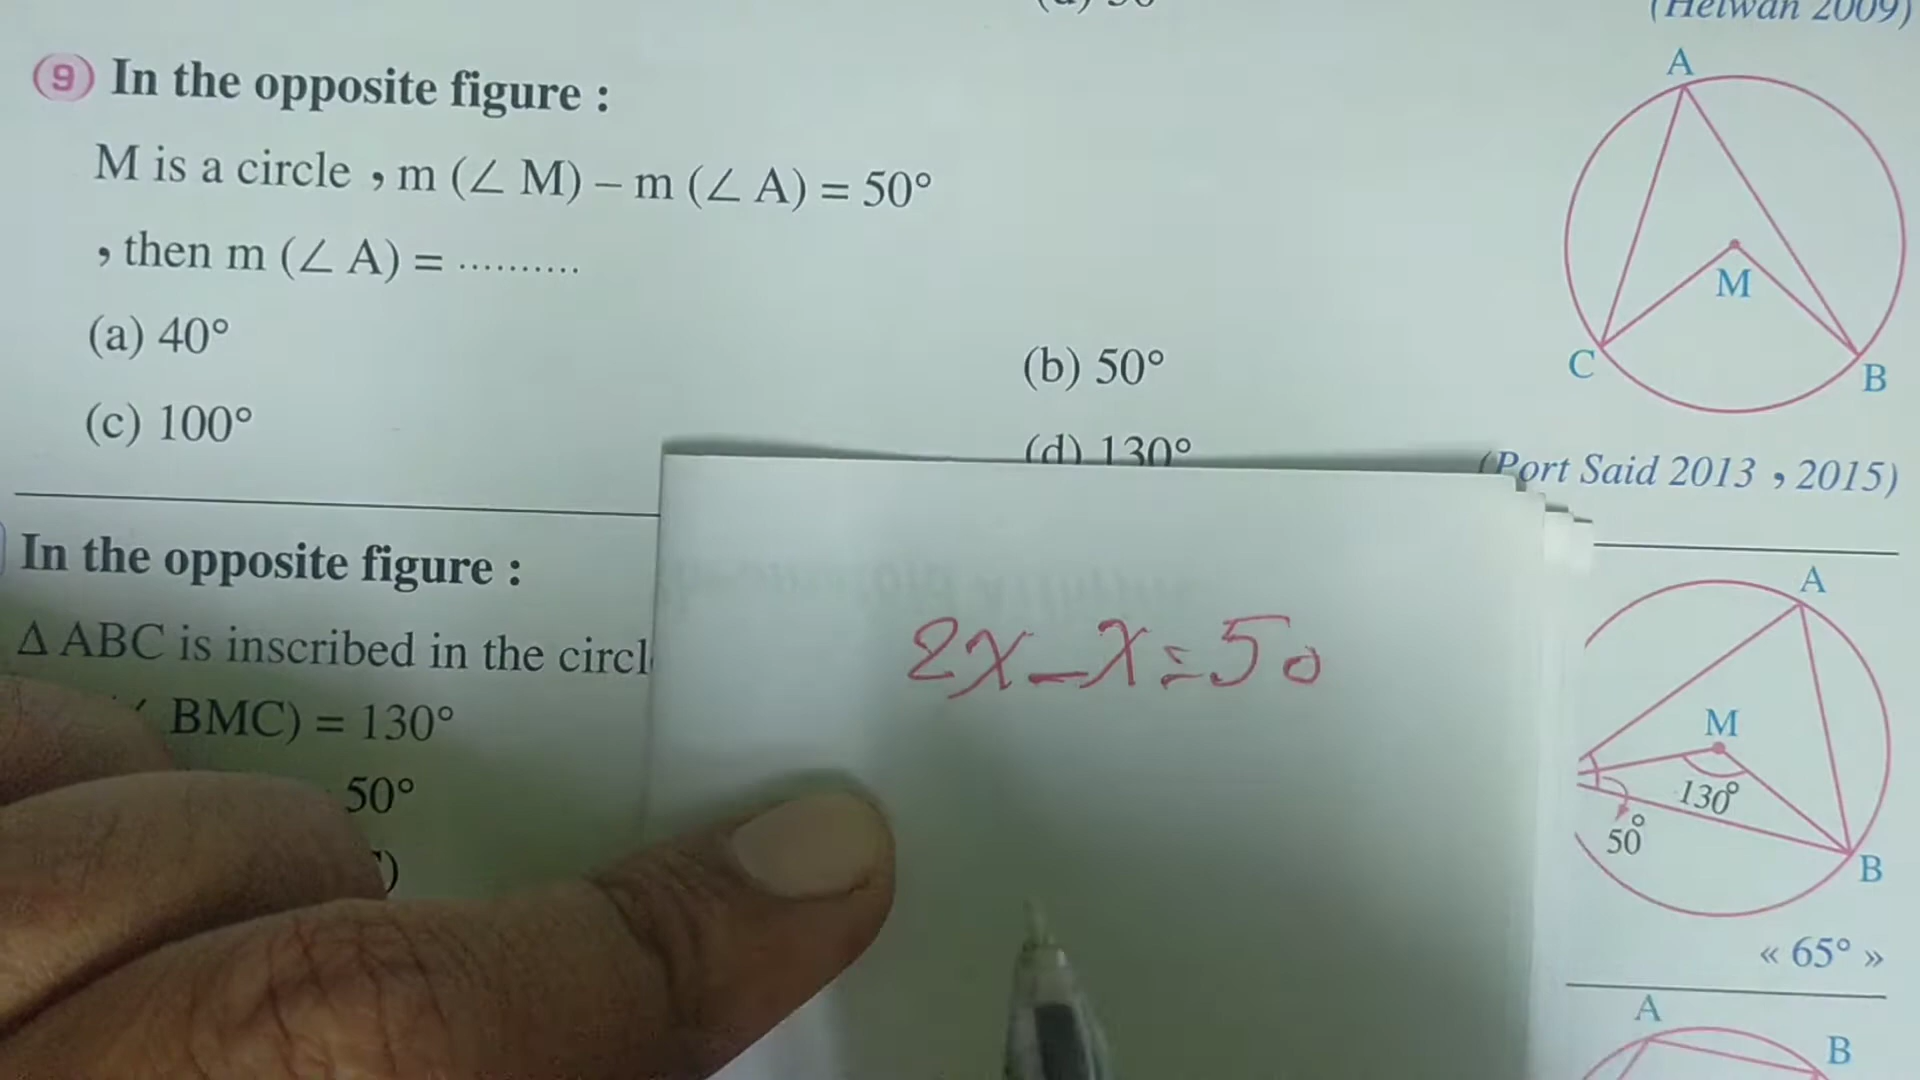 (Helwan 2009)
9 In the opposite figure :
M is a circle , m (∠ M) – m (∠ A) = 50°
, then m (∠ A) = ..........
(a) 40°
(b) 50°
(c) 100°
(d) 130°
A
M
C
B
(Port Said 2013 , 2015)
In the opposite figure :
Δ ABC is inscribed in the circl
BMC) = 130°
50°
2x-x=50
A
M
130°
50°
B
« 65° »
A
B